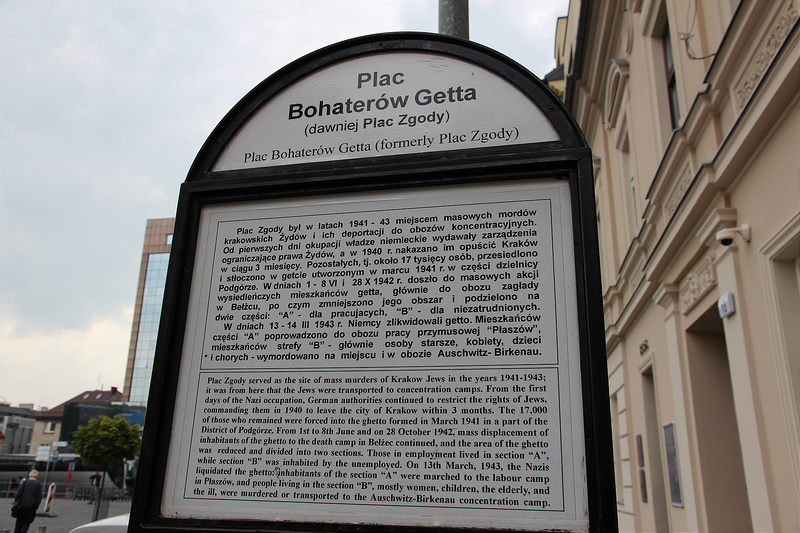 Plac
Bohaterów Getta
(dawniej Plac Zgody)
Plac Bohaterów Getta (formerly Plac Zgody)
Plac Zgody był w latach 1941 - 43 miejscem masowych mordów
krakowskich Żydów i ich deportacji do obozów koncentracyjnych.
Od pierwszych dni okupacji władze niemieckie wydawały zarządzenia
ograniczające prawa Żydów, a w 1940 r. nakazano im opuścić Kraków
w ciągu 3 miesięcy. Pozostałych, tj. około 17 tysięcy osób, przesiedlono
i stłoczono w getcie utworzonym w marcu 1941 r. w części dzielnicy
Podgórze. W dniach 1 - 8 VI i 28 X 1942 r. doszło do masowych akcji
wysiedleńczych mieszkańców getta, głównie do obozu zagłady
w Bełżcu, po czym zmniejszono jego obszar i podzielono na
dwie części: "A" - dla pracujących, "B" - dla niezatrudnionych.
W dniach 13 - 14 III 1943 r. Niemcy zlikwidowali getto. Mieszkańców
części "A" poprowadzono do obozu pracy przymusowej "Płaszów",
mieszkańców strefy "B" - głównie osoby starsze, kobiety, dzieci
i chorych - wymordowano na miejscu i w obozie Auschwitz - Birkenau.
Plac Zgody served as the site of mass murders of Krakow Jews in the years 1941-1943;
it was from here that the Jews were transported to concentration camps. From the first
days of the Nazi occupation, German authorities continued to restrict the rights of Jews,
commanding them in 1940 to leave the city of Krakow within 3 months. The 17,000
of those who remained were forced into the ghetto formed in March 1941 in a part of the
District of Podgórze. From 1st to 8th June and on 28 October 1942, mass displacement of
inhabitants of the ghetto to the death camp in Bełżec continued, and the area of the ghetto
was reduced and divided into two sections. Those in employment lived in section "A",
while section "B" was inhabited by the unemployed. On 13th March, 1943, the Nazis
liquidated the ghetto: inhabitants of the section "A" were marched to the labour camp
in Płaszów, and people living in the section "B", mostly women, children, the elderly, and
the ill, were murdered or transported to the Auschwitz-Birkenau concentration camp.